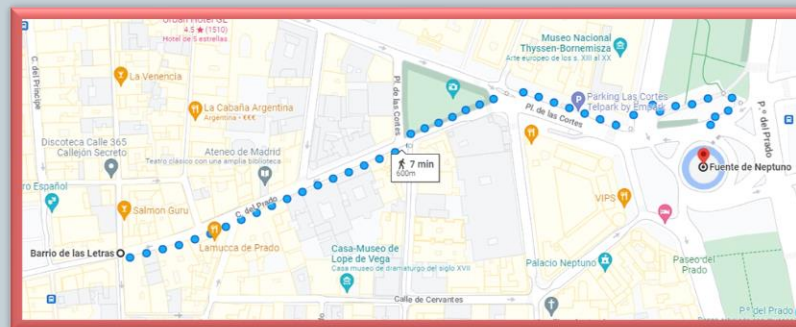 Urban Hotel GL
4.5 ★ (1510)
Hotel de 5 estrellas
C. del Príncipe
La Venencia
La Cabaña Argentina
Argentina • €€€
Discoteca Calle 365
Callejón Secreto
Ateneo de Madrid
Teatro clásico con una amplia biblioteca
ro Español
Salmon Guru
C. del Prado
Lamucca de Prado
Barrio de las Letras
Pl. de las Cortes
7 min
600m
Casa-Museo de
Lope de Vega
Casa museo de dramaturgo del siglo XVII
Calle de Cervantes
Museo Nacional
Thyssen-Bornemisza
Arte europeo de los s. XIII al XX
P
Parking Las Cortes
Telpark by Empark
Pl. de las Cortes
P.º del Prado
Fuente de Neptuno
VIPS
Palacio Neptuno
Paseo del
Prado
P.º del Prado